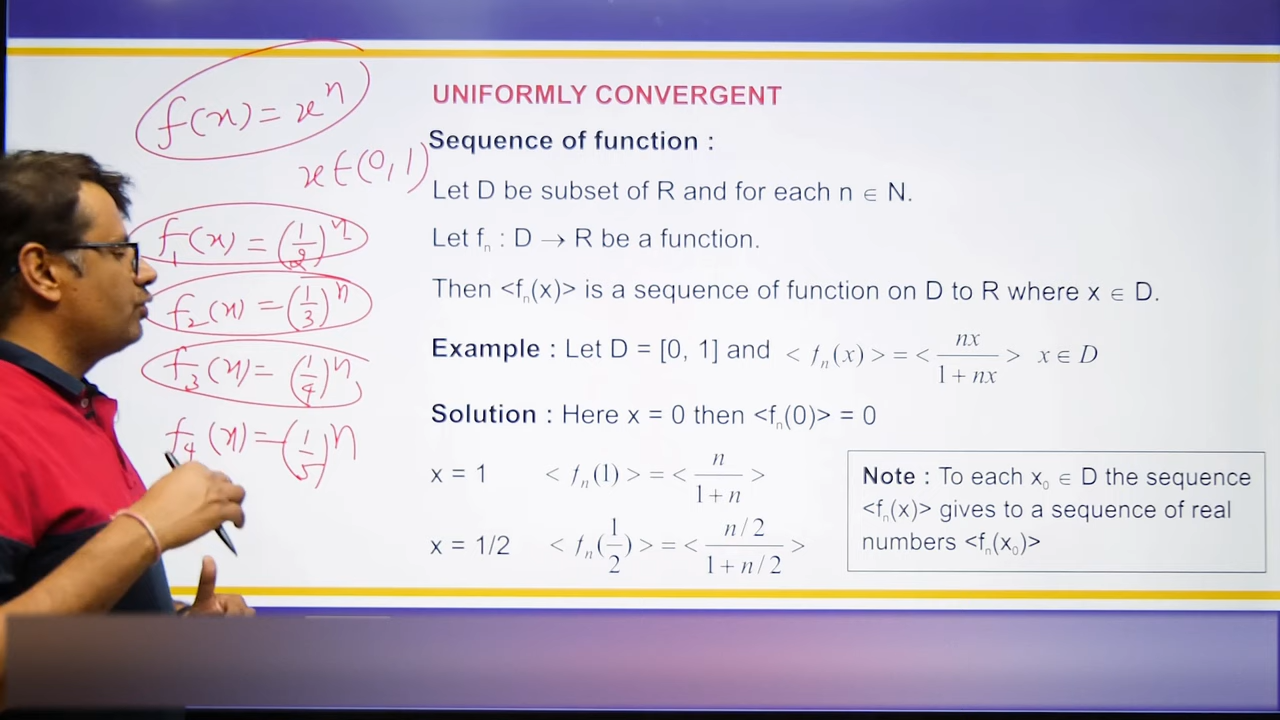 f(x) = xⁿ
x ∈ (0, 1)
f₁(x) = (1/2)ⁿ
f₂(x) = (1/3)ⁿ
f₃(x) = (1/4)ⁿ
f₄(x) = (1/5)ⁿ
UNIFORMLY CONVERGENT
Sequence of function :
Let D be subset of R and for each n ∈ N.
Let fₙ : D → R be a function.
Then <fₙ(x)> is a sequence of function on D to R where x ∈ D.
Example : Let D = [0, 1] and < fₙ(x) > = < nx/(1 + nx) > x ∈ D
Solution : Here x = 0 then <fₙ(0)> = 0
x = 1 < fₙ(1) > = < n/(1 + n) >
x = 1/2 < fₙ(1/2) > = < (n/2)/(1 + n/2) >
Note : To each x₀ ∈ D the sequence
<fₙ(x)> gives to a sequence of real
numbers <fₙ(x₀)>